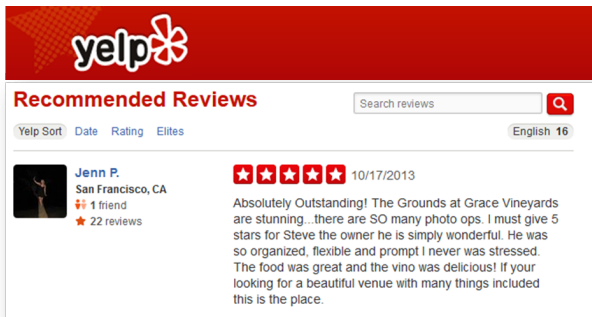 yelp
Recommended Reviews
Search reviews
Yelp Sort Date Rating Elites
English 16
Jenn P.
San Francisco, CA
1 friend
22 reviews
10/17/2013
Absolutely Outstanding! The Grounds at Grace Vineyards
are stunning...there are SO many photo ops. I must give 5
stars for Steve the owner he is simply wonderful. He was
so organized, flexible and prompt I never was stressed.
The food was great and the vino was delicious! If your
looking for a beautiful venue with many things included
this is the place.